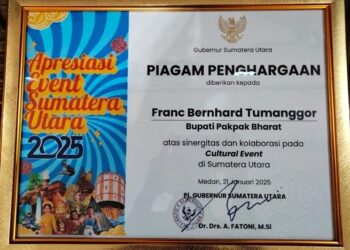 Apresiasi
Event
Sumatera
Utara
2025
Gubernur Sumatera Utara
PIAGAM PENGHARGAAN
diberikan kepada
Franc Bernhard Tumanggor
Bupati Pakpak Bharat
atas sinergitas dan kolaborasi pada
Cultural Event
di Sumatera Utara
Medan, 21 Januari 2025
Pj. GUBERNUR SUMATERA UTARA
Dr. Drs. A. FATONI, M.Si